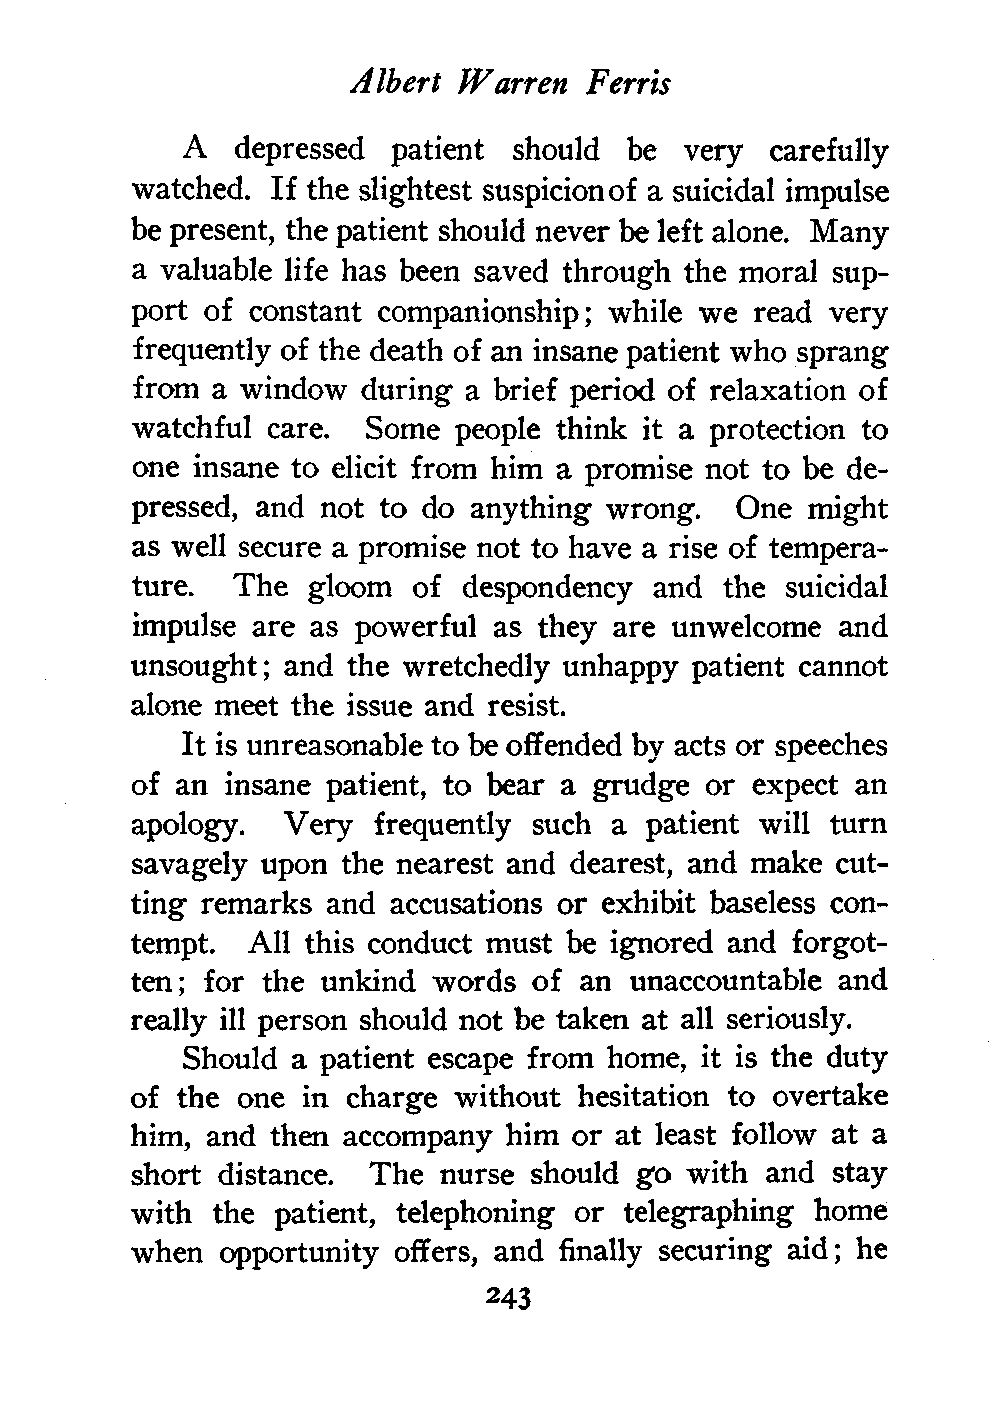 Albert Warren Ferris
A depressed patient should be very carefully
watched. If the slightest suspicion of a suicidal impulse
be present, the patient should never be left alone. Many
a valuable life has been saved through the moral sup-
port of constant companionship; while we read very
frequently of the death of an insane patient who sprang
from a window during a brief period of relaxation of
watchful care. Some people think it a protection to
one insane to elicit from him a promise not to be de-
pressed, and not to do anything wrong. One might
as well secure a promise not to have a rise of tempera-
ture. The gloom of despondency and the suicidal
impulse are as powerful as they are unwelcome and
unsought; and the wretchedly unhappy patient cannot
alone meet the issue and resist.
It is unreasonable to be offended by acts or speeches
of an insane patient, to bear a grudge or expect an
apology. Very frequently such a patient will turn
savagely upon the nearest and dearest, and make cut-
ting remarks and accusations or exhibit baseless con-
tempt. All this conduct must be ignored and forgot-
ten; for the unkind words of an unaccountable and
really ill person should not be taken at all seriously.
Should a patient escape from home, it is the duty
of the one in charge without hesitation to overtake
him, and then accompany him or at least follow at a
short distance. The nurse should go with and stay
with the patient, telephoning or telegraphing home
when opportunity offers, and finally securing aid; he
243